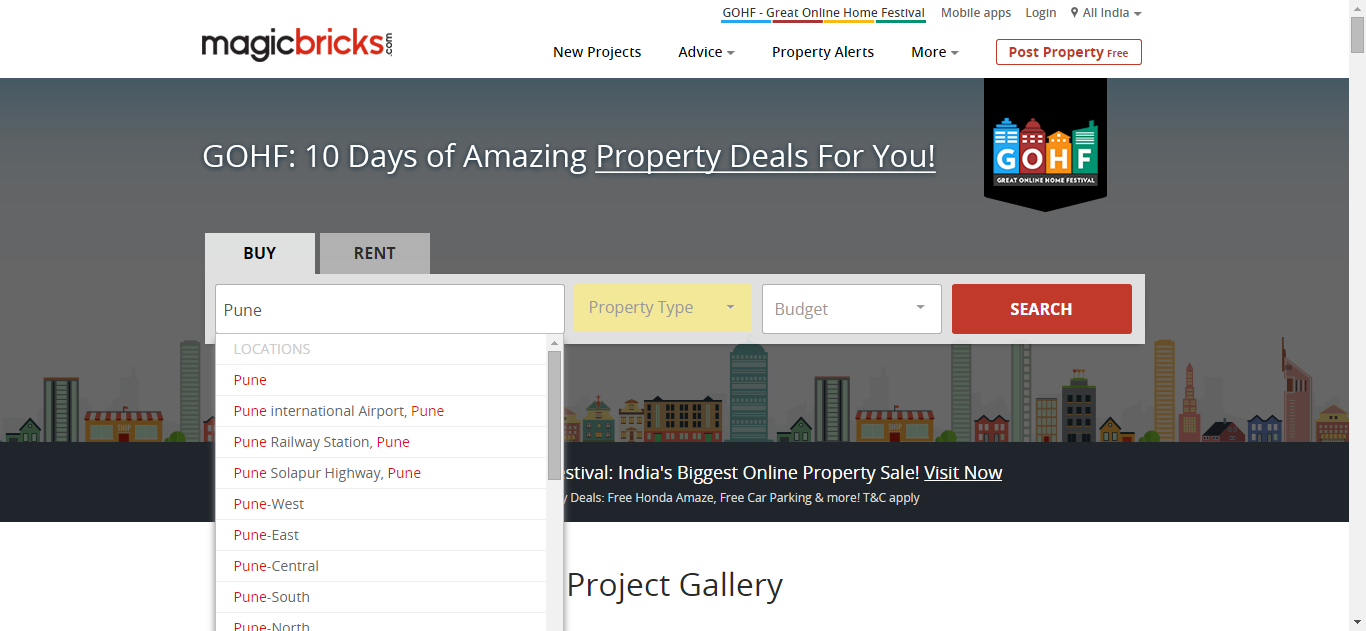 GOHF - Great Online Home Festival Mobile apps Login All India
magicbricks.com
New Projects Advice Property Alerts More Post Property Free
GOHF: 10 Days of Amazing Property Deals For You!
GOHF
GREAT ONLINE HOME FESTIVAL
BUY RENT
Pune Property Type Budget SEARCH
LOCATIONS
Pune
Pune international Airport, Pune
Pune Railway Station, Pune
Pune Solapur Highway, Pune
Pune-West
Pune-East
Pune-Central
Pune-South
Pune-North
SHOP
SHOP
India's Biggest Online Property Sale! Visit Now
Deals: Free Honda Amaze, Free Car Parking & more! T&C apply
Project Gallery